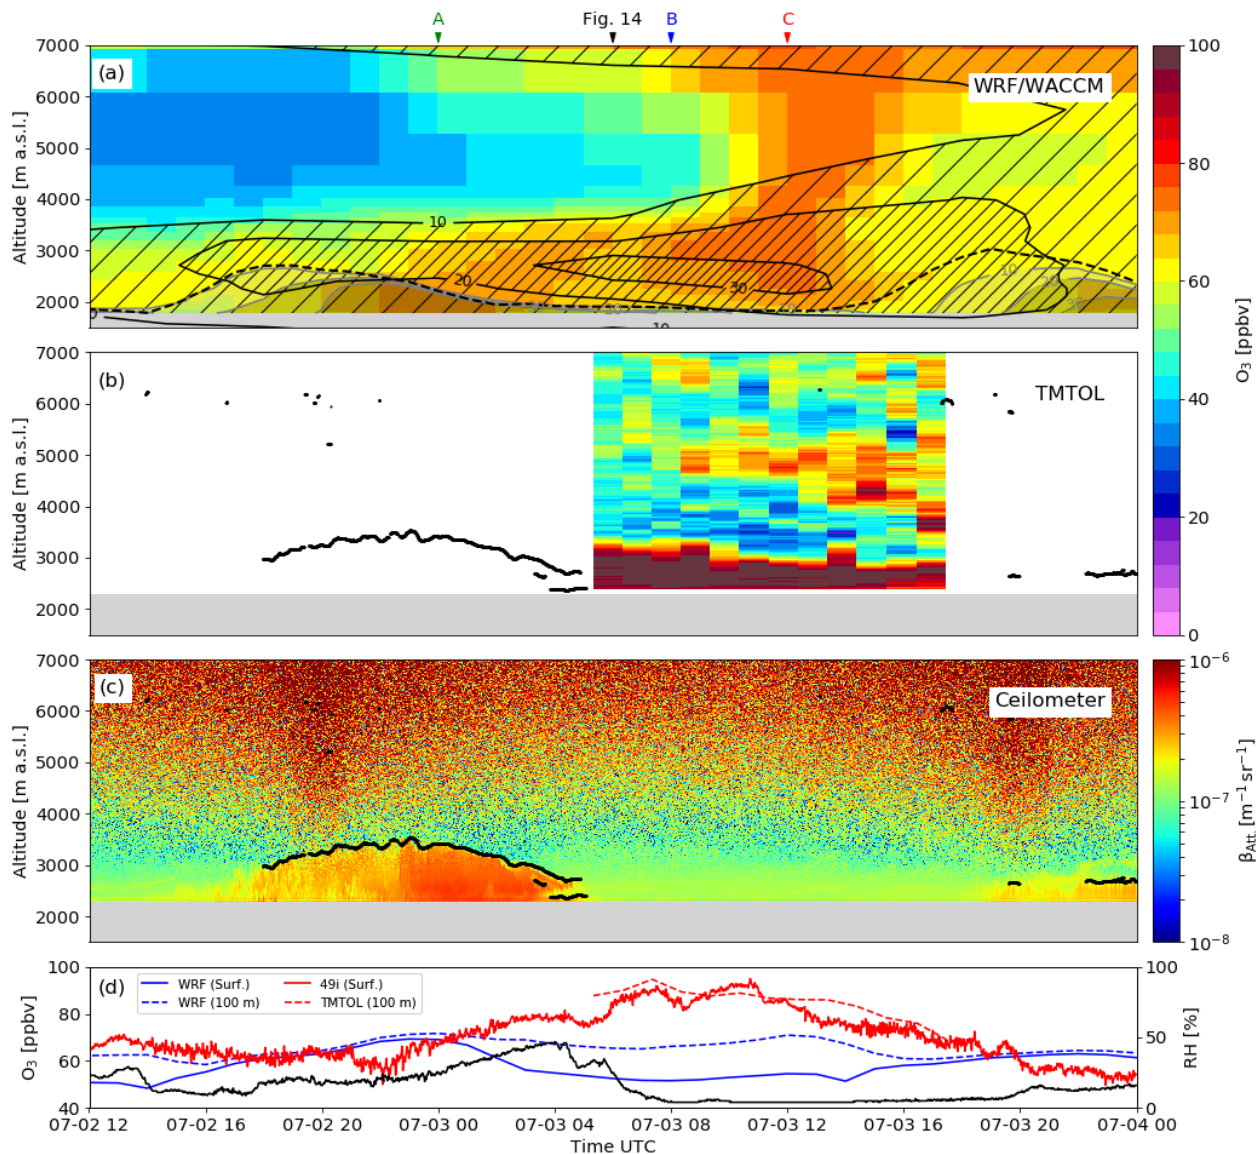 A Fig. 14 B C
7000
6000
5000
4000
3000
2000
Altitude [m a.s.l.]
(a)
WRF/WACCM
10
20
30
10
10
20
30
10
100
80
60
40
20
0
O₃ [ppbv]
7000
6000
5000
4000
3000
2000
Altitude [m a.s.l.]
(b)
TMTOL
7000
6000
5000
4000
3000
2000
Altitude [m a.s.l.]
(c)
Ceilometer
10⁻⁶
10⁻⁷
10⁻⁸
β_Att. [m⁻¹ sr⁻¹]
100
80
60
40
O₃ [ppbv]
(d)
WRF (Surf.) 49i (Surf.)
WRF (100 m) TMTOL (100 m)
100
50
0
RH [%]
07-02 12 07-02 16 07-02 20 07-03 00 07-03 04 07-03 08 07-03 12 07-03 16 07-03 20 07-04 00
Time UTC